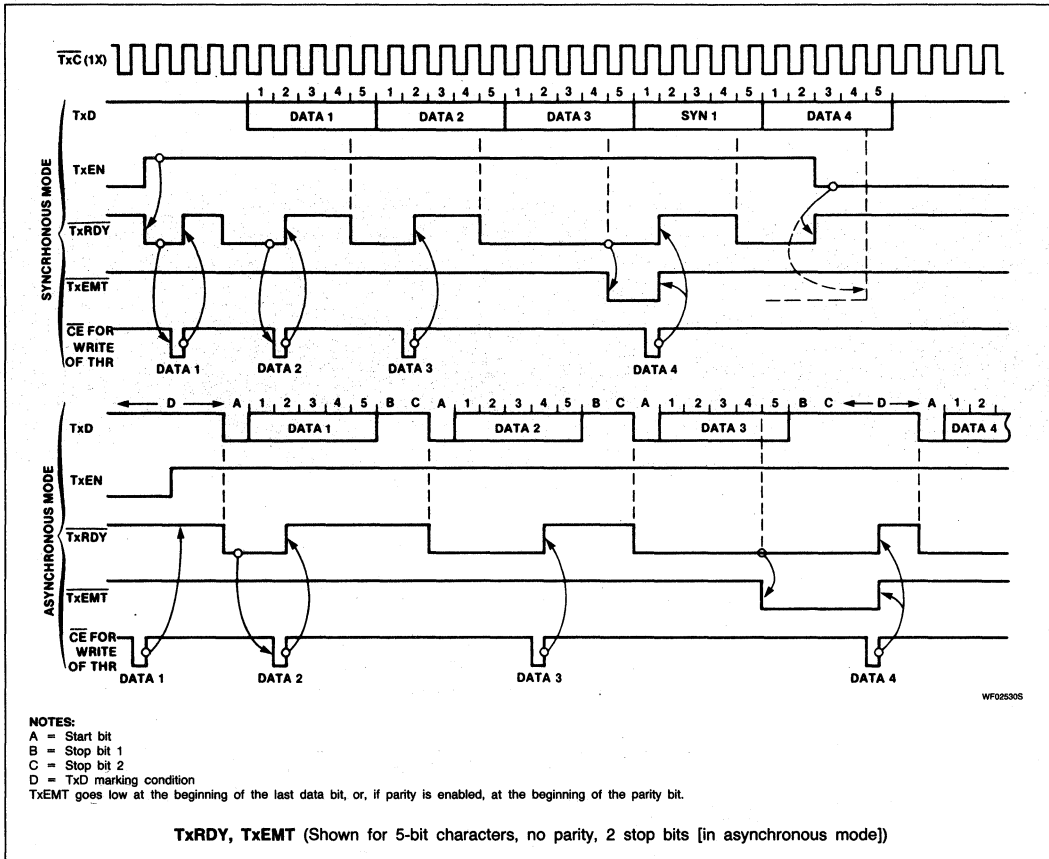 TxC (1X)
SYNCRHONOUS MODE
1 2 3 4 5 1 2 3 4 5 1 2 3 4 5 1 2 3 4 5 1 2 3 4 5
TxD DATA 1 DATA 2 DATA 3 SYN 1 DATA 4
TxEN
TxRDY
TxEMT
CE FOR
WRITE
OF THR
DATA 1 DATA 2 DATA 3 DATA 4
ASYNCHRONOUS MODE
D A 1 2 3 4 5 B C A 1 2 3 4 5 B C A 1 2 3 4 5 B C D A 1 2
TxD DATA 1 DATA 2 DATA 3 DATA 4
TxEN
TxRDY
TxEMT
CE FOR
WRITE
OF THR
DATA 1 DATA 2 DATA 3 DATA 4
WF02530S
NOTES:
A = Start bit
B = Stop bit 1
C = Stop bit 2
D = TxD marking condition
TxEMT goes low at the beginning of the last data bit, or, if parity is enabled, at the beginning of the parity bit.
TxRDY, TxEMT (Shown for 5-bit characters, no parity, 2 stop bits [in asynchronous mode])